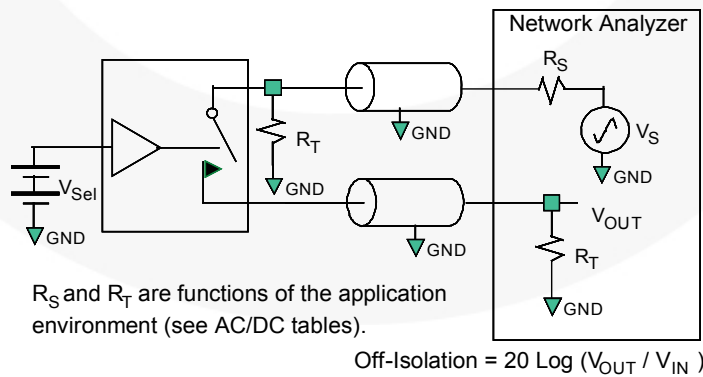 Network Analyzer
R_S
R_T
GND
V_S
V_Sel
GND
GND
V_OUT
GND
GND
R_T
GND
R_S and R_T are functions of the application
environment (see AC/DC tables).
Off-Isolation = 20 Log (V_OUT / V_IN )